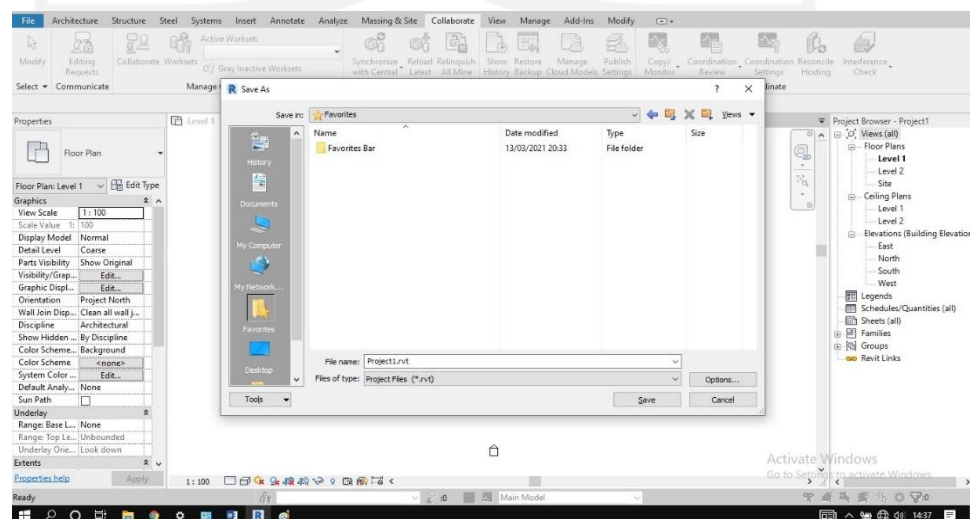 File Architecture Structure Steel Systems Insert Annotate Analyze Massing & Site Collaborate View Manage Add-Ins Modify
Active Workset:
Modify Editing Requests Collaborate Worksets Gray Inactive Worksets Synchronize with Central Reload Latest Relinquish All Mine Show History Restore Backup Manage Cloud Models Publish Settings Copy/ Monitor Coordination Review Coordination Settings Reconcile Hosting Interference Check
Select Communicate Manage
Save As
Properties
Level 1
Save in: Favorites Views
Name Date modified Type Size
Favorites Bar 13/03/2021 20:33 File folder
History
Documents
My Computer
My Network...
Favorites
Desktop
File name: Project1.rvt
Files of type: Project Files (*.rvt) Options...
Tools Save Cancel
Floor Plan
Floor Plan: Level 1 Edit Type
Graphics
View Scale 1 : 100
Scale Value 1: 100
Display Model Normal
Detail Level Coarse
Parts Visibility Show Original
Visibility/Grap... Edit...
Graphic Displ... Edit...
Orientation Project North
Wall Join Disp... Clean all wall j...
Discipline Architectural
Show Hidden ... By Discipline
Color Scheme... Background
Color Scheme <none>
System Color ... Edit...
Default Analy... None
Sun Path
Underlay
Range: Base L... None
Range: Top Le... Unbounded
Underlay Orie... Look down
Extents
Properties help Apply
Project Browser - Project1
Views (all)
Floor Plans
Level 1
Level 2
Site
Ceiling Plans
Level 1
Level 2
Elevations (Building Elevation
East
North
South
West
Legends
Schedules/Quantities (all)
Sheets (all)
Families
Groups
Revit Links
Activate Windows
Go to Settings to activate Windows.
1 : 100
Ready :0 Main Model :0
14:37